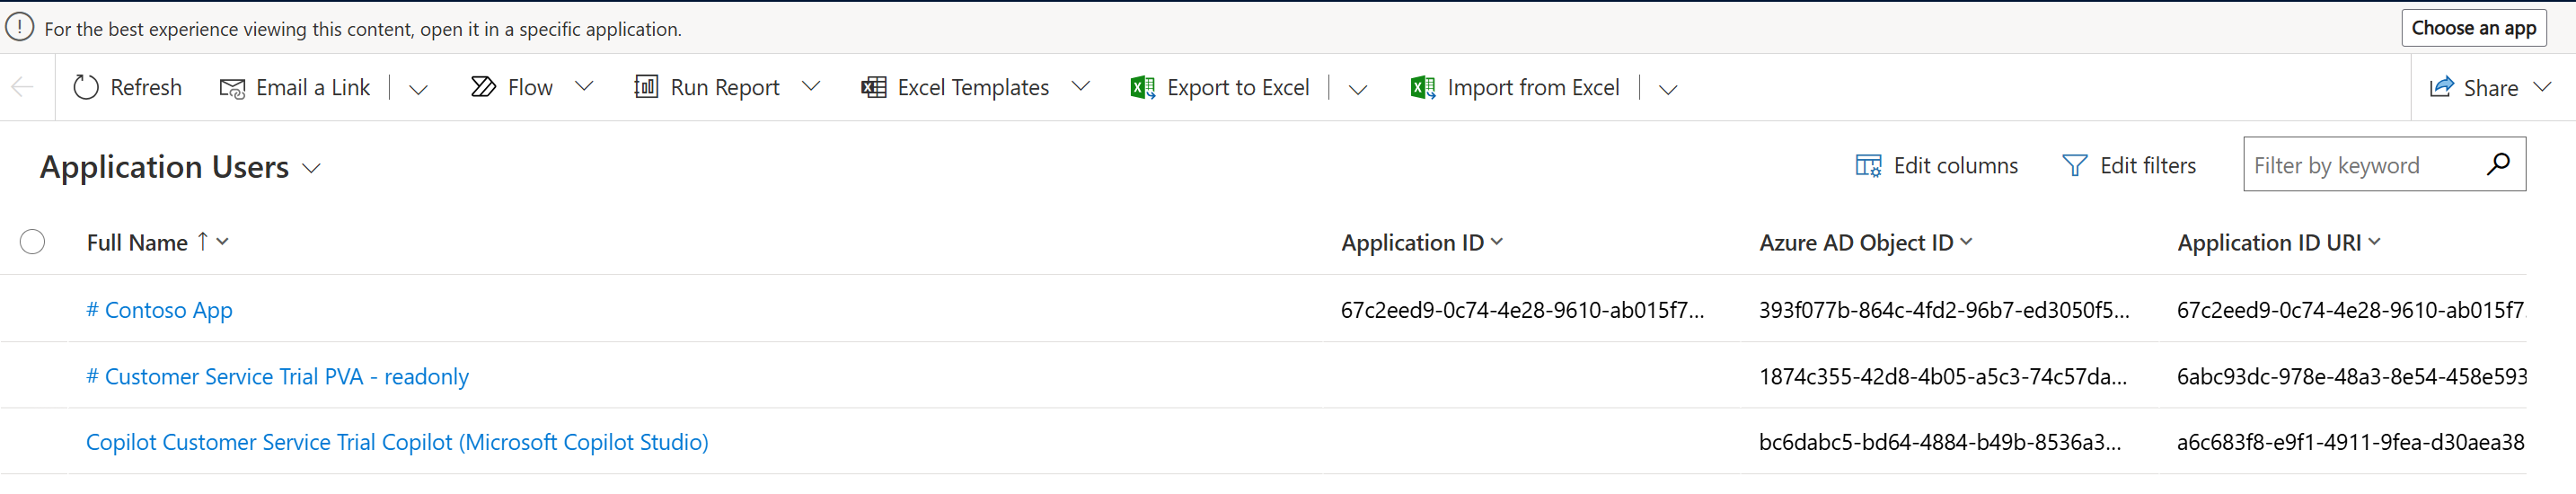 For the best experience viewing this content, open it in a specific application. Choose an app
Refresh Email a Link Flow Run Report Excel Templates Export to Excel Import from Excel Share
Application Users Edit columns Edit filters Filter by keyword
Full Name Application ID Azure AD Object ID Application ID URI
# Contoso App 67c2eed9-0c74-4e28-9610-ab015f7... 393f077b-864c-4fd2-96b7-ed3050f5... 67c2eed9-0c74-4e28-9610-ab015f7
# Customer Service Trial PVA - readonly 1874c355-42d8-4b05-a5c3-74c57da... 6abc93dc-978e-48a3-8e54-458e593
Copilot Customer Service Trial Copilot (Microsoft Copilot Studio) bc6dabc5-bd64-4884-b49b-8536a3... a6c683f8-e9f1-4911-9fea-d30aea38